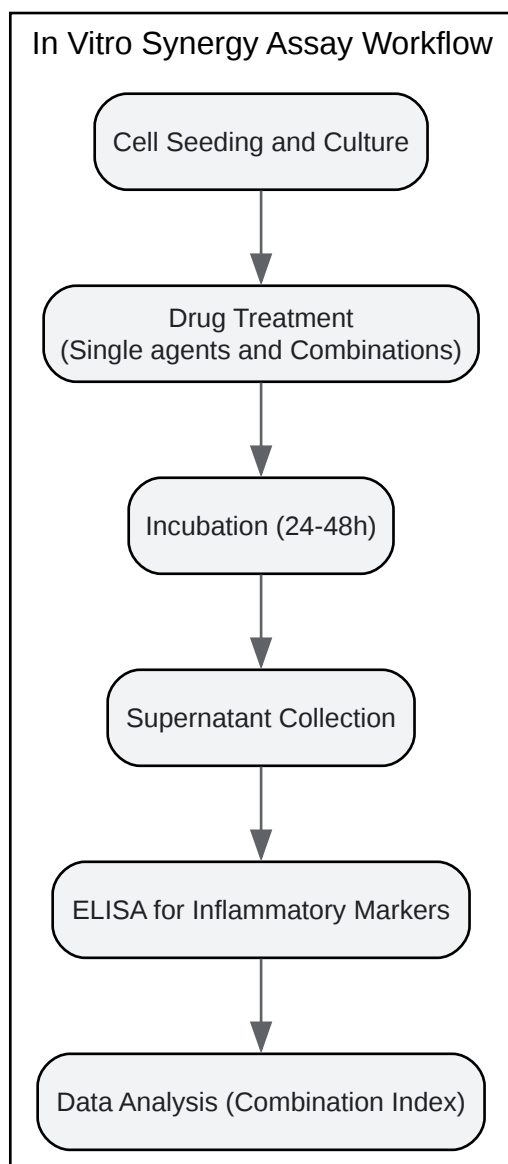 In Vitro Synergy Assay Workflow
Cell Seeding and Culture
Drug Treatment
(Single agents and Combinations)
Incubation (24-48h)
Supernatant Collection
ELISA for Inflammatory Markers
Data Analysis (Combination Index)